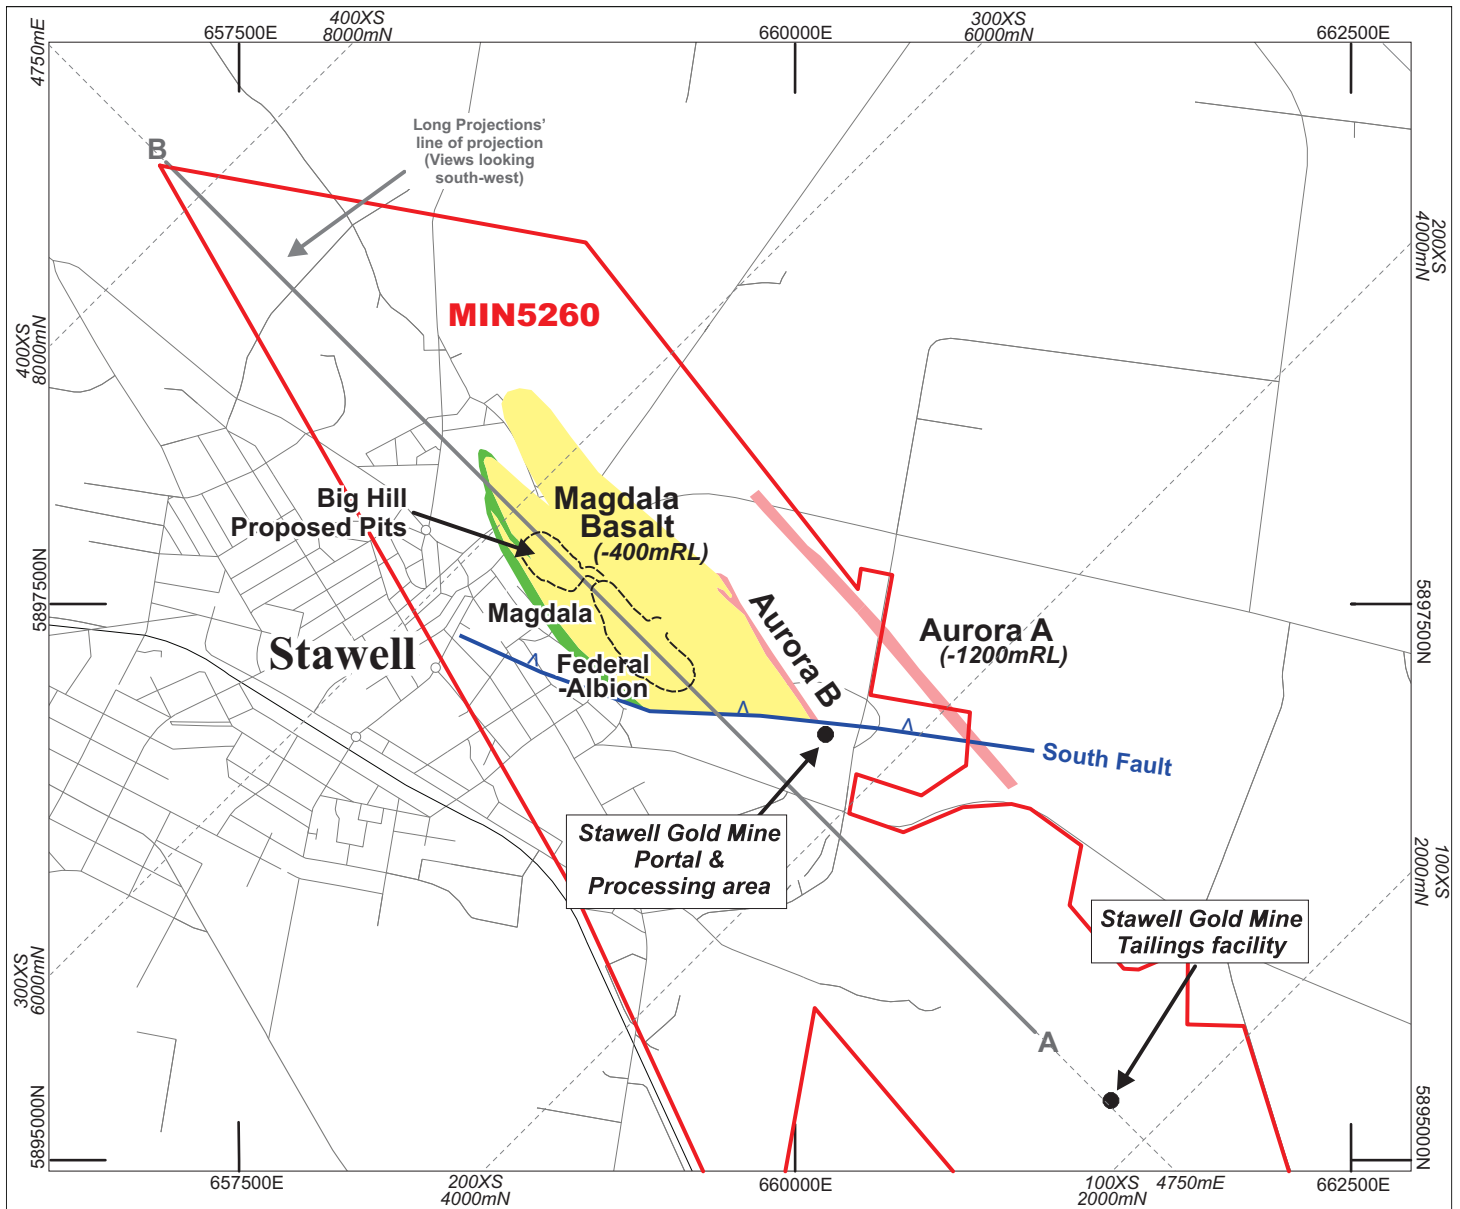 400XS
8000mN
300XS
6000mN
657500E
660000E
662500E
4750mE
B
Long Projections'
line of projection
(Views looking
south-west)
200XS
4000mN
MIN5260
400XS
8000mN
Big Hill
Proposed Pits
Magdala
Basalt
(-400mRL)
5897500N
5897500N
Magdala
Aurora B
Aurora A
(-1200mRL)
Stawell
Federal
-Albion
South Fault
Stawell Gold Mine
Portal &
Processing area
100XS
2000mN
Stawell Gold Mine
Tailings facility
300XS
6000mN
A
5895000N
5895000N
657500E
200XS
4000mN
660000E
100XS
2000mN
4750mE
662500E